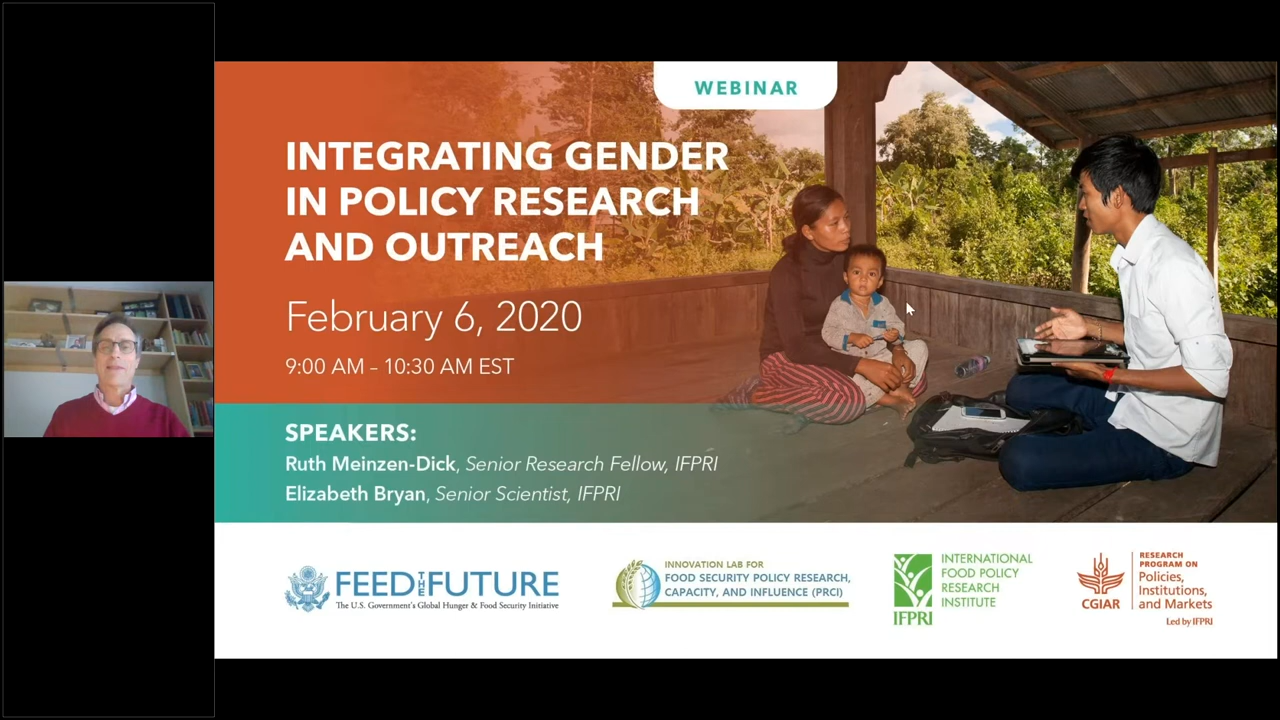 WEBINAR
INTEGRATING GENDER
IN POLICY RESEARCH
AND OUTREACH
February 6, 2020
9:00 AM – 10:30 AM EST
SPEAKERS:
Ruth Meinzen-Dick, Senior Research Fellow, IFPRI
Elizabeth Bryan, Senior Scientist, IFPRI
FEED THE FUTURE
The U.S. Government's Global Hunger & Food Security Initiative
INNOVATION LAB FOR
FOOD SECURITY POLICY RESEARCH,
CAPACITY, AND INFLUENCE (PRCI)
IFPRI
INTERNATIONAL
FOOD POLICY
RESEARCH
INSTITUTE
CGIAR
RESEARCH
PROGRAM ON
Policies,
Institutions,
and Markets
Led by IFPRI